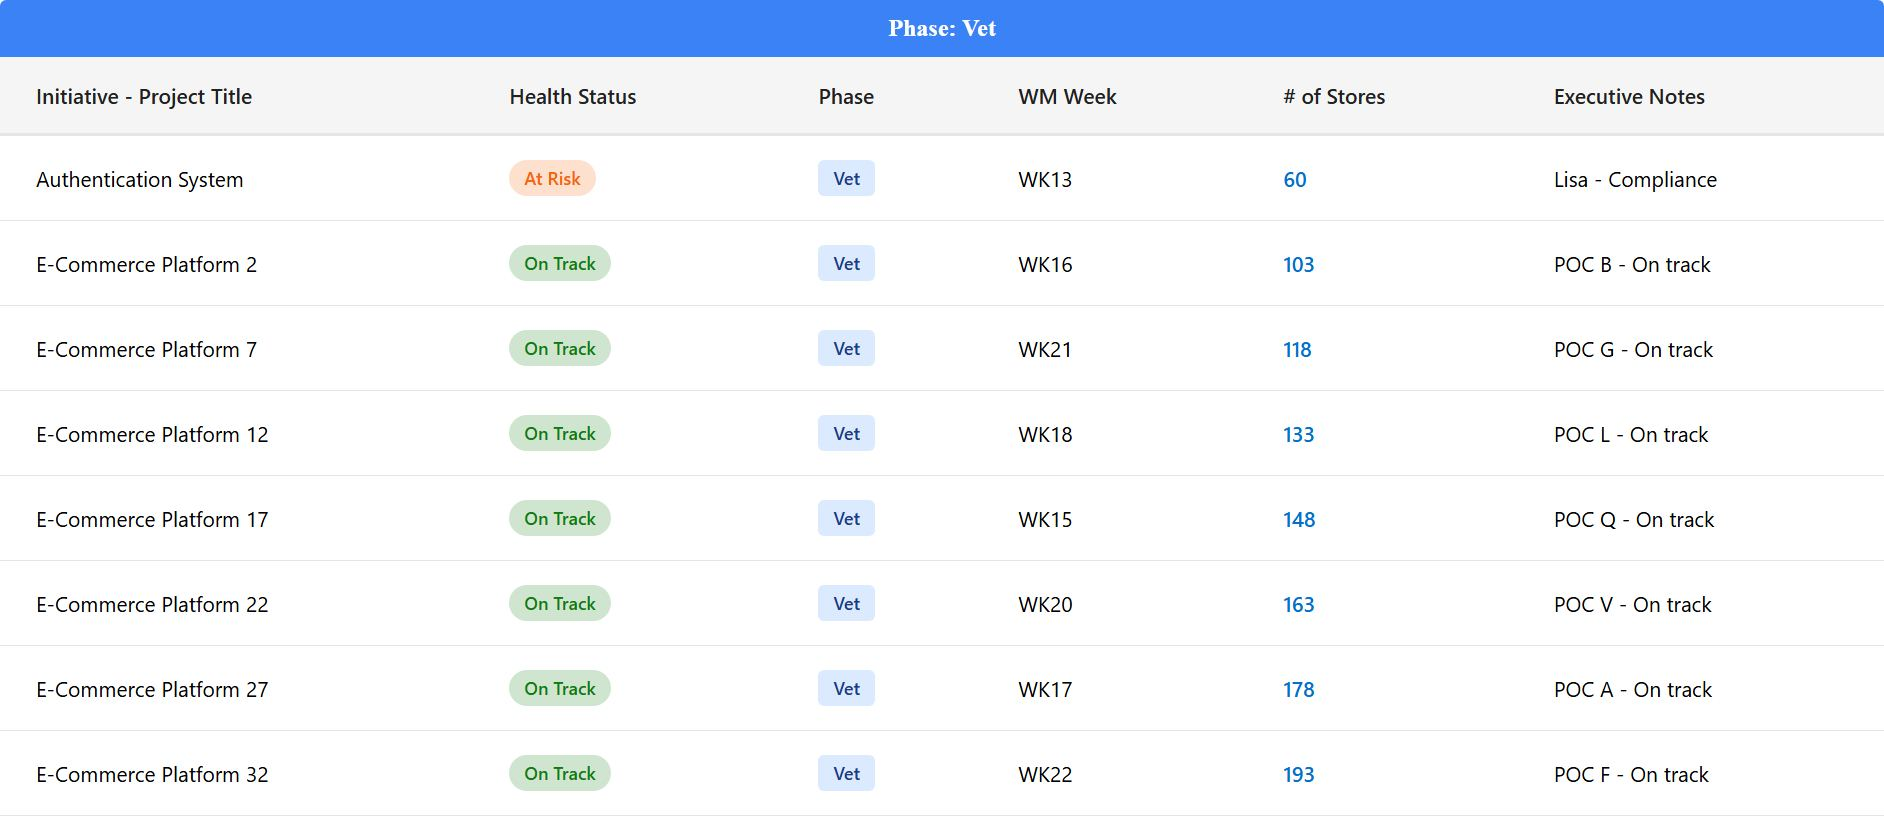 Phase: Vet
Initiative - Project Title Health Status Phase WM Week # of Stores Executive Notes
Authentication System At Risk Vet WK13 60 Lisa - Compliance
E-Commerce Platform 2 On Track Vet WK16 103 POC B - On track
E-Commerce Platform 7 On Track Vet WK21 118 POC G - On track
E-Commerce Platform 12 On Track Vet WK18 133 POC L - On track
E-Commerce Platform 17 On Track Vet WK15 148 POC Q - On track
E-Commerce Platform 22 On Track Vet WK20 163 POC V - On track
E-Commerce Platform 27 On Track Vet WK17 178 POC A - On track
E-Commerce Platform 32 On Track Vet WK22 193 POC F - On track